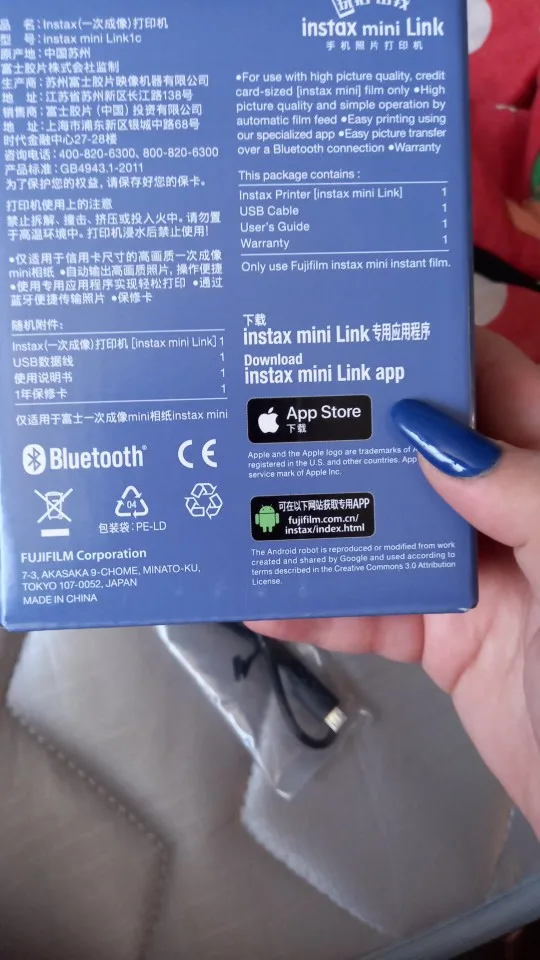 名：Instax(一次成像)打印机
号：instax mini Link1c
原产地：中国苏州
富士胶片株式会社监制
生产商：苏州富士胶片映像机器有限公司
地 址：江苏省苏州新区长江路138号
销售商：富士胶片（中国）投资有限公司
地 址：上海市浦东新区银城中路68号
时代金融中心27-28楼
咨询电话：400-820-6300、800-820-6300
产品标准：GB4943.1-2011
为了保护您的权益，请保存好您的保卡。
打印机使用上的注意
禁止拆解、撞击、挤压或投入火中。请勿置
于高温环境中。打印机浸水后禁止使用！
●仅适用于信用卡尺寸的高画质一次成像
mini相纸 ●自动输出高画质照片，操作便捷
●使用专用应用程序实现轻松打印 ●通过
蓝牙便捷传输照片 ●保修卡
随机附件：
Instax(一次成像)打印机 [instax mini Link] 1
USB数据线 1
使用说明书 1
1年保修卡 1
仅适用于富士一次成像mini相纸instax mini
Bluetooth®
CE
04
包装袋：PE-LD
FUJIFILM Corporation
7-3, AKASAKA 9-CHOME, MINATO-KU,
TOKYO 107-0052, JAPAN
MADE IN CHINA
instax mini Link
手机照片打印机
●For use with high picture quality, credit
card-sized [instax mini] film only ●High
picture quality and simple operation by
automatic film feed ●Easy printing using
our specialized app ●Easy picture transfer
over a Bluetooth connection ●Warranty
This package contains :
Instax Printer [instax mini Link] 1
USB Cable 1
User's Guide 1
Warranty 1
Only use Fujifilm instax mini instant film.
下载
instax mini Link 专用应用程序
Download
instax mini Link app
App Store
下载
Apple and the Apple logo are trademarks of
registered in the U.S. and other countries. App
service mark of Apple Inc.
可在以下网站获取专用APP
fujifilm.com.cn/
instax/index.html
The Android robot is reproduced or modified from work
created and shared by Google and used according to
terms described in the Creative Commons 3.0 Attribution
License.